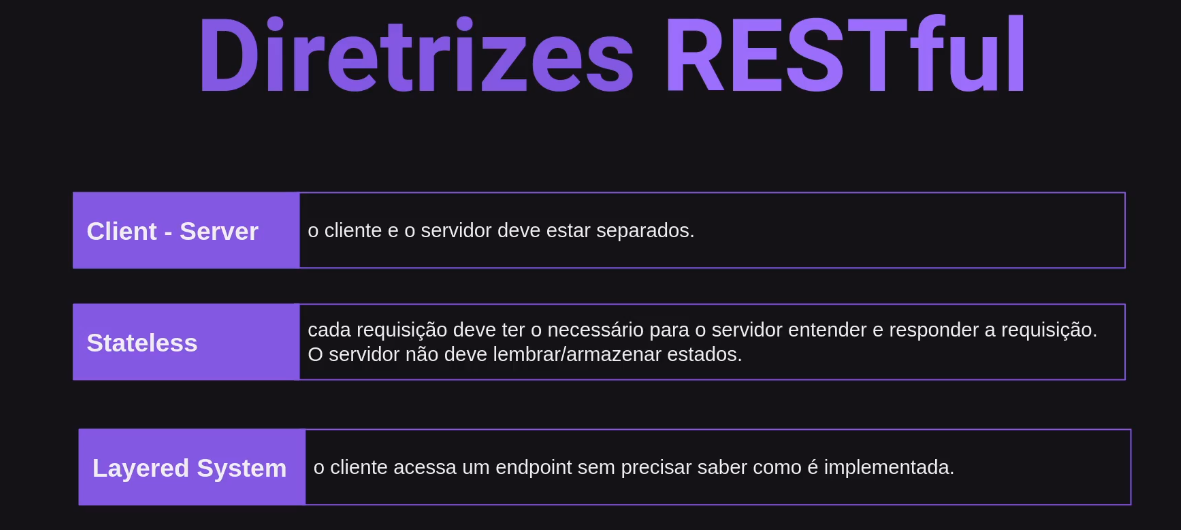 Diretrizes RESTful
Client - Server
o cliente e o servidor deve estar separados.
Stateless
cada requisição deve ter o necessário para o servidor entender e responder a requisição.
O servidor não deve lembrar/armazenar estados.
Layered System
o cliente acessa um endpoint sem precisar saber como é implementada.